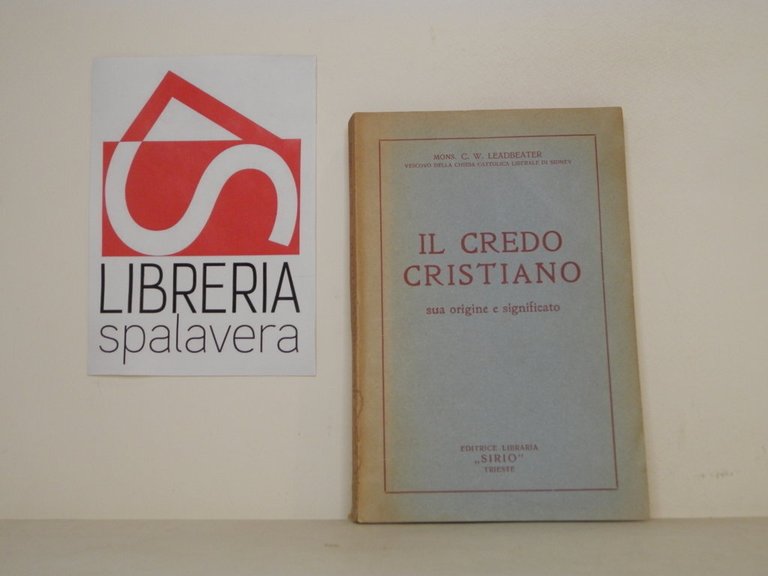 LIBRERIA
spalavera
MONS. C. W. LEADBEATER
VESCOVO DELLA CHIESA CATTOLICA LIBERALE DI SIDNEY
IL CREDO
CRISTIANO
sua origine e significato
EDITRICE LIBRARIA
„SIRIO"
TRIESTE